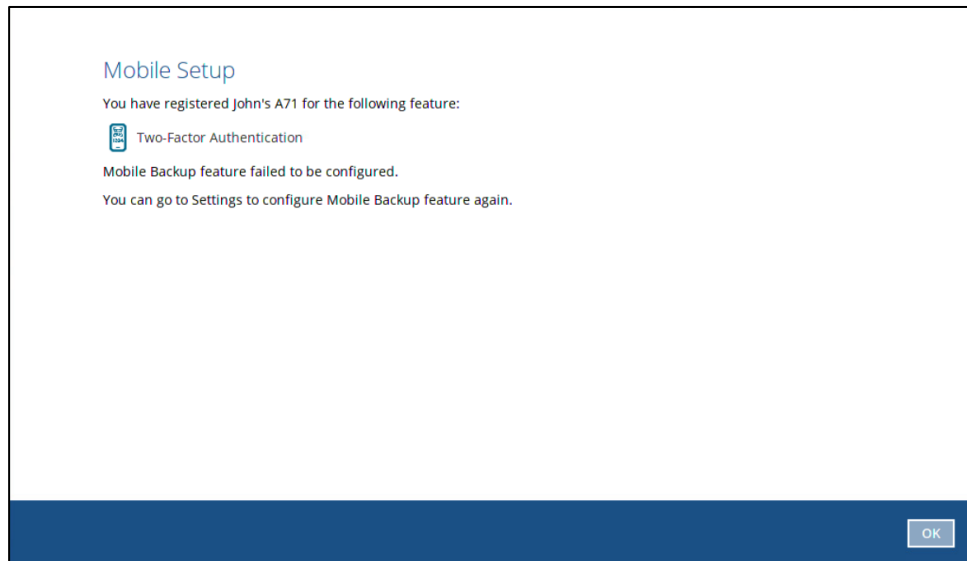 Mobile Setup
You have registered John's A71 for the following feature:
Two-Factor Authentication
Mobile Backup feature failed to be configured.
You can go to Settings to configure Mobile Backup feature again.
OK